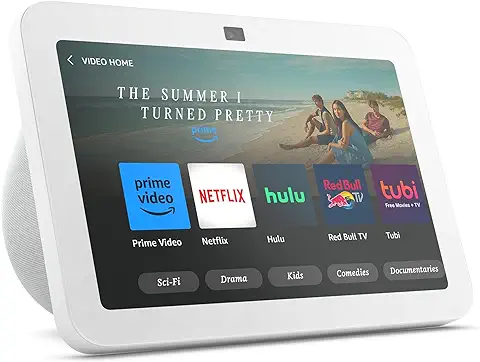 VIDEO HOME
THE SUMMER I
TURNED PRETTY
prime
prime
video
NETFLIX
hulu
Red Bull
TV
tubi
Free Movies + TV
Prime Video
Netflix
Hulu
Red Bull TV
Tubi
Sci-Fi
Drama
Kids
Comedies
Documentaries